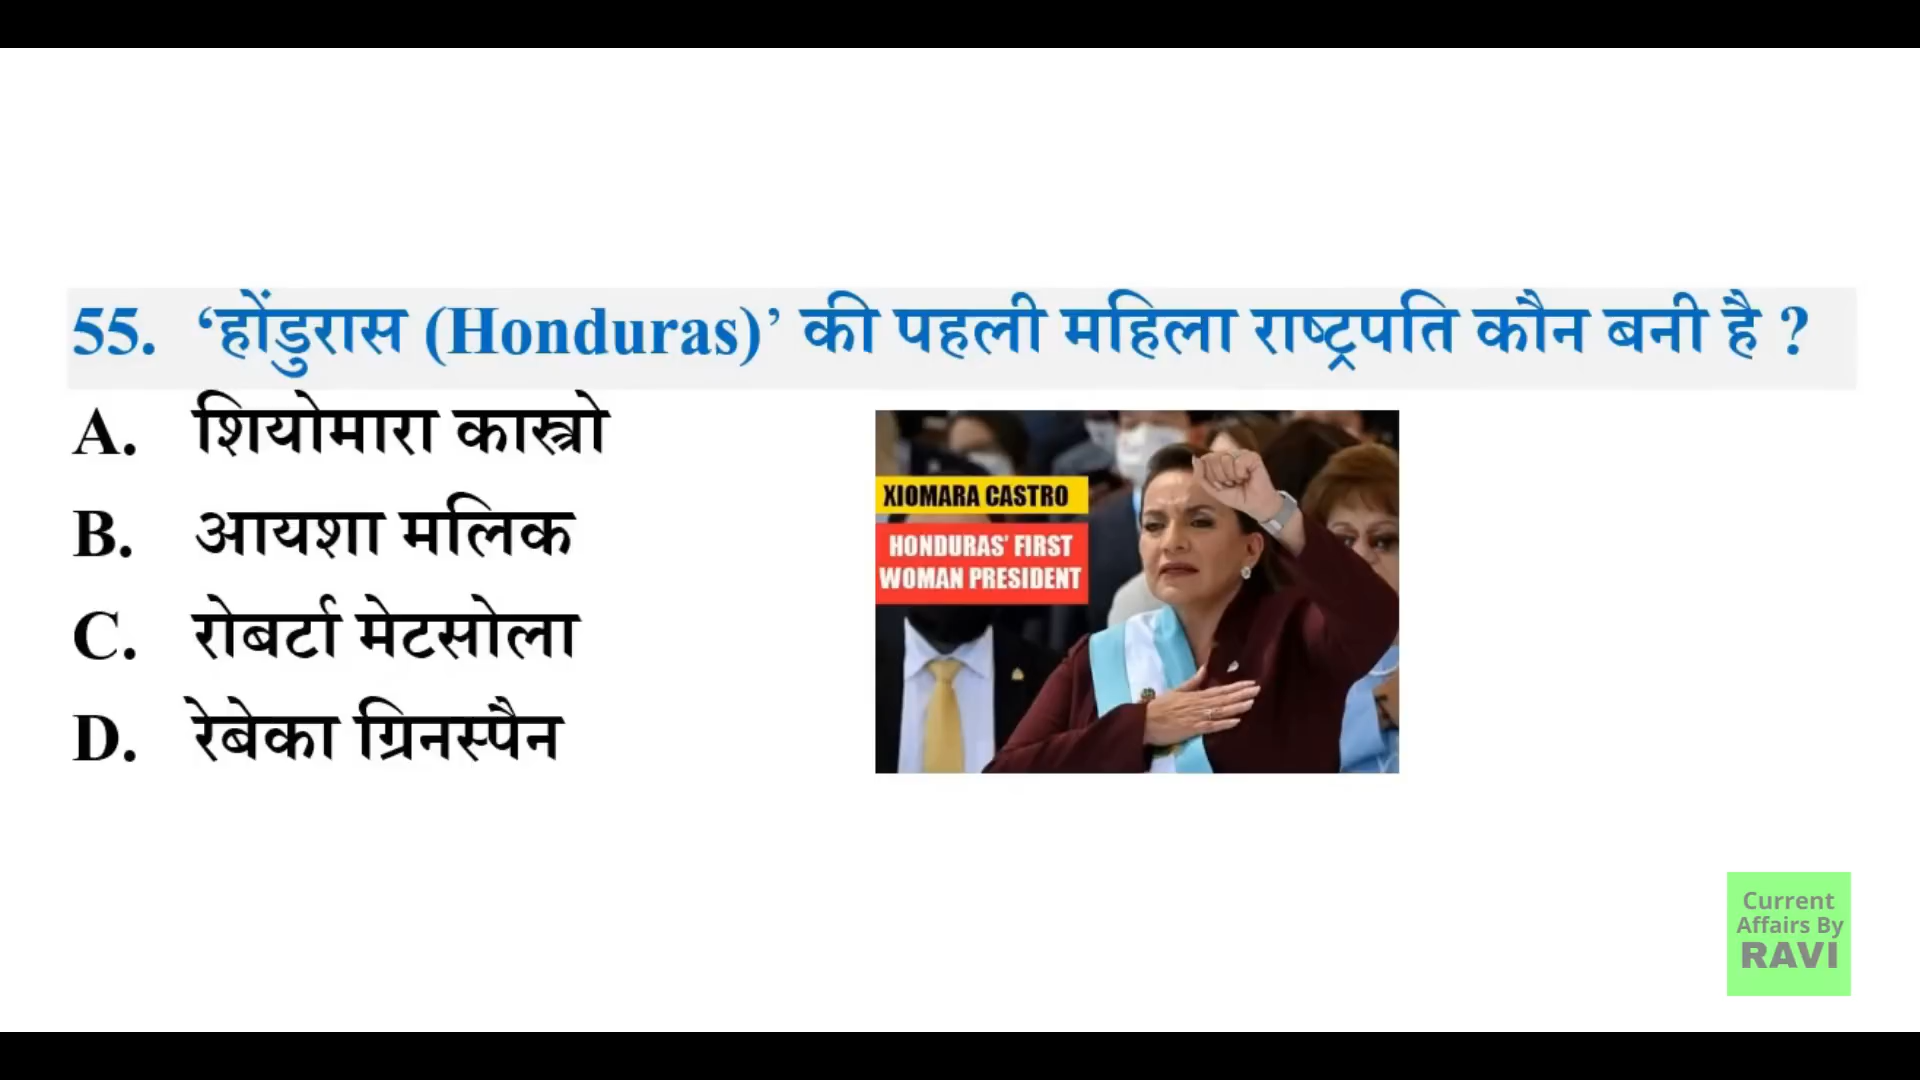 55. ‘होंडुरास (Honduras)’ की पहली महिला राष्ट्रपति कौन बनी है ?
A. शियोमारा कास्त्रो
B. आयशा मलिक
C. रोबर्टा मेटसोला
D. रेबेका ग्रिनस्पैन
XIOMARA CASTRO
HONDURAS' FIRST
WOMAN PRESIDENT
Current
Affairs By
RAVI